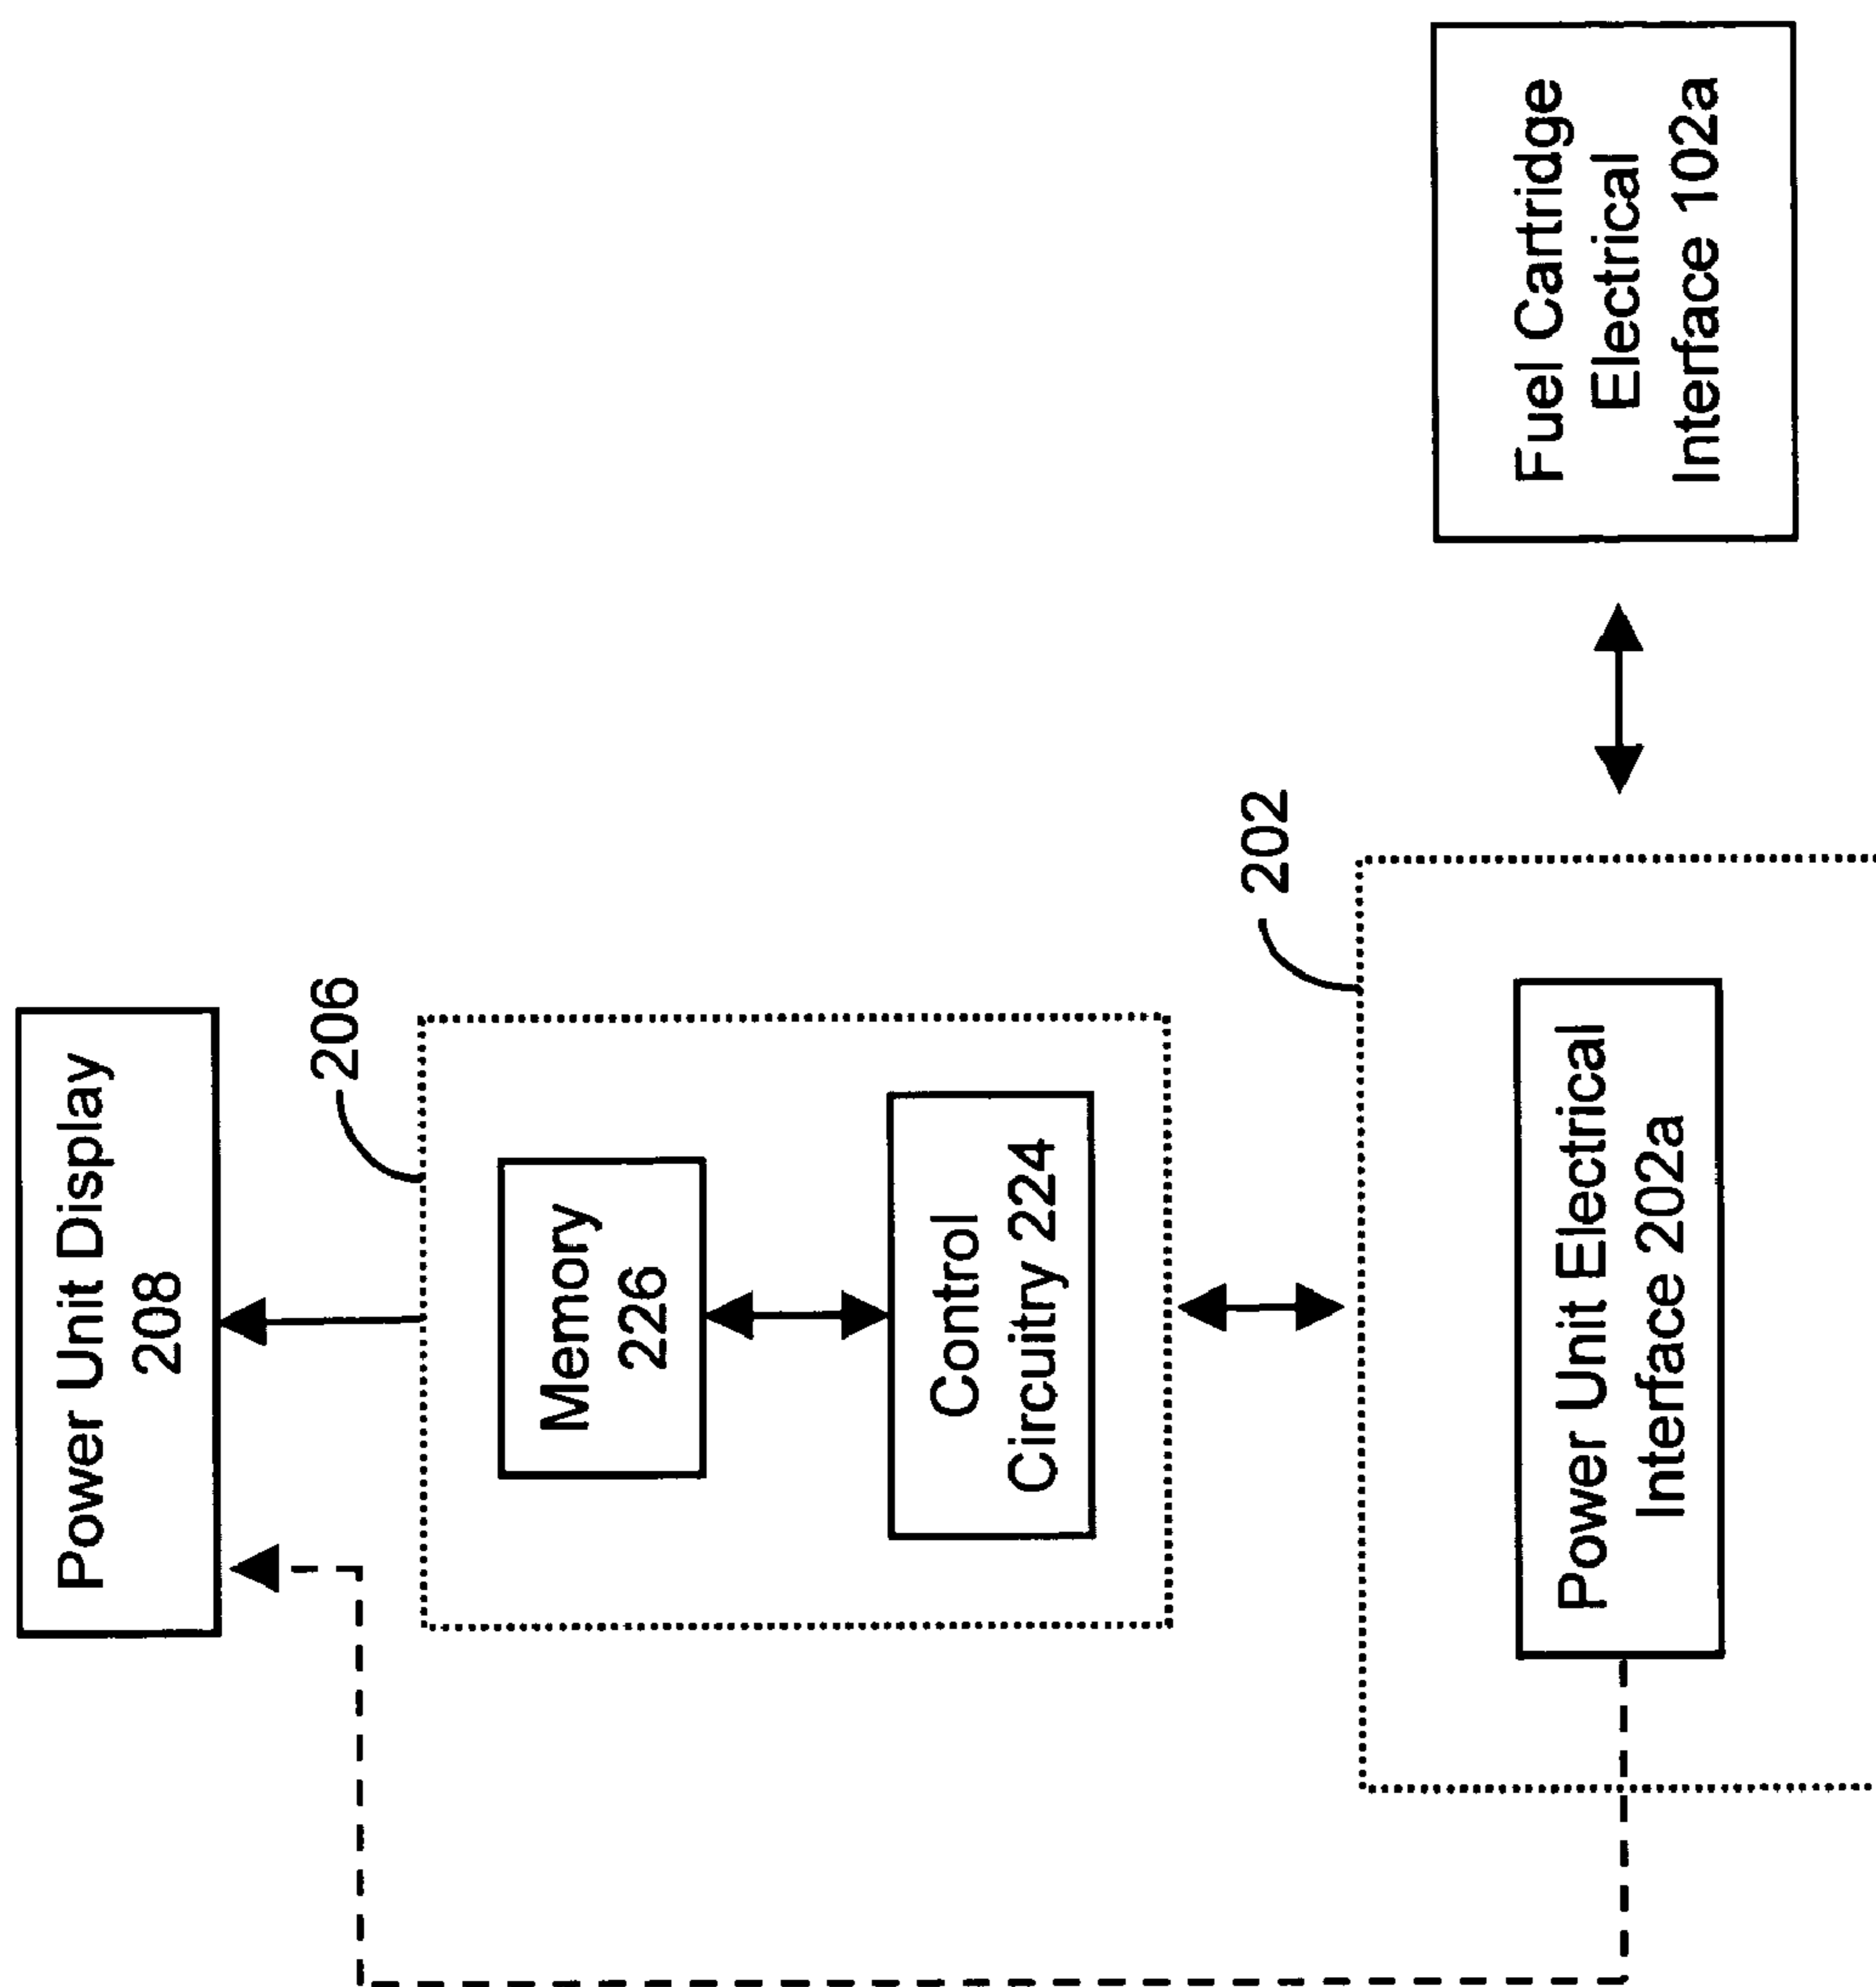 Power Unit Display
208
206
Memory
226
Control
Circuitry 224
202
Power Unit Electrical
Interface 202a
Fuel Cartridge
Electrical
Interface 102a